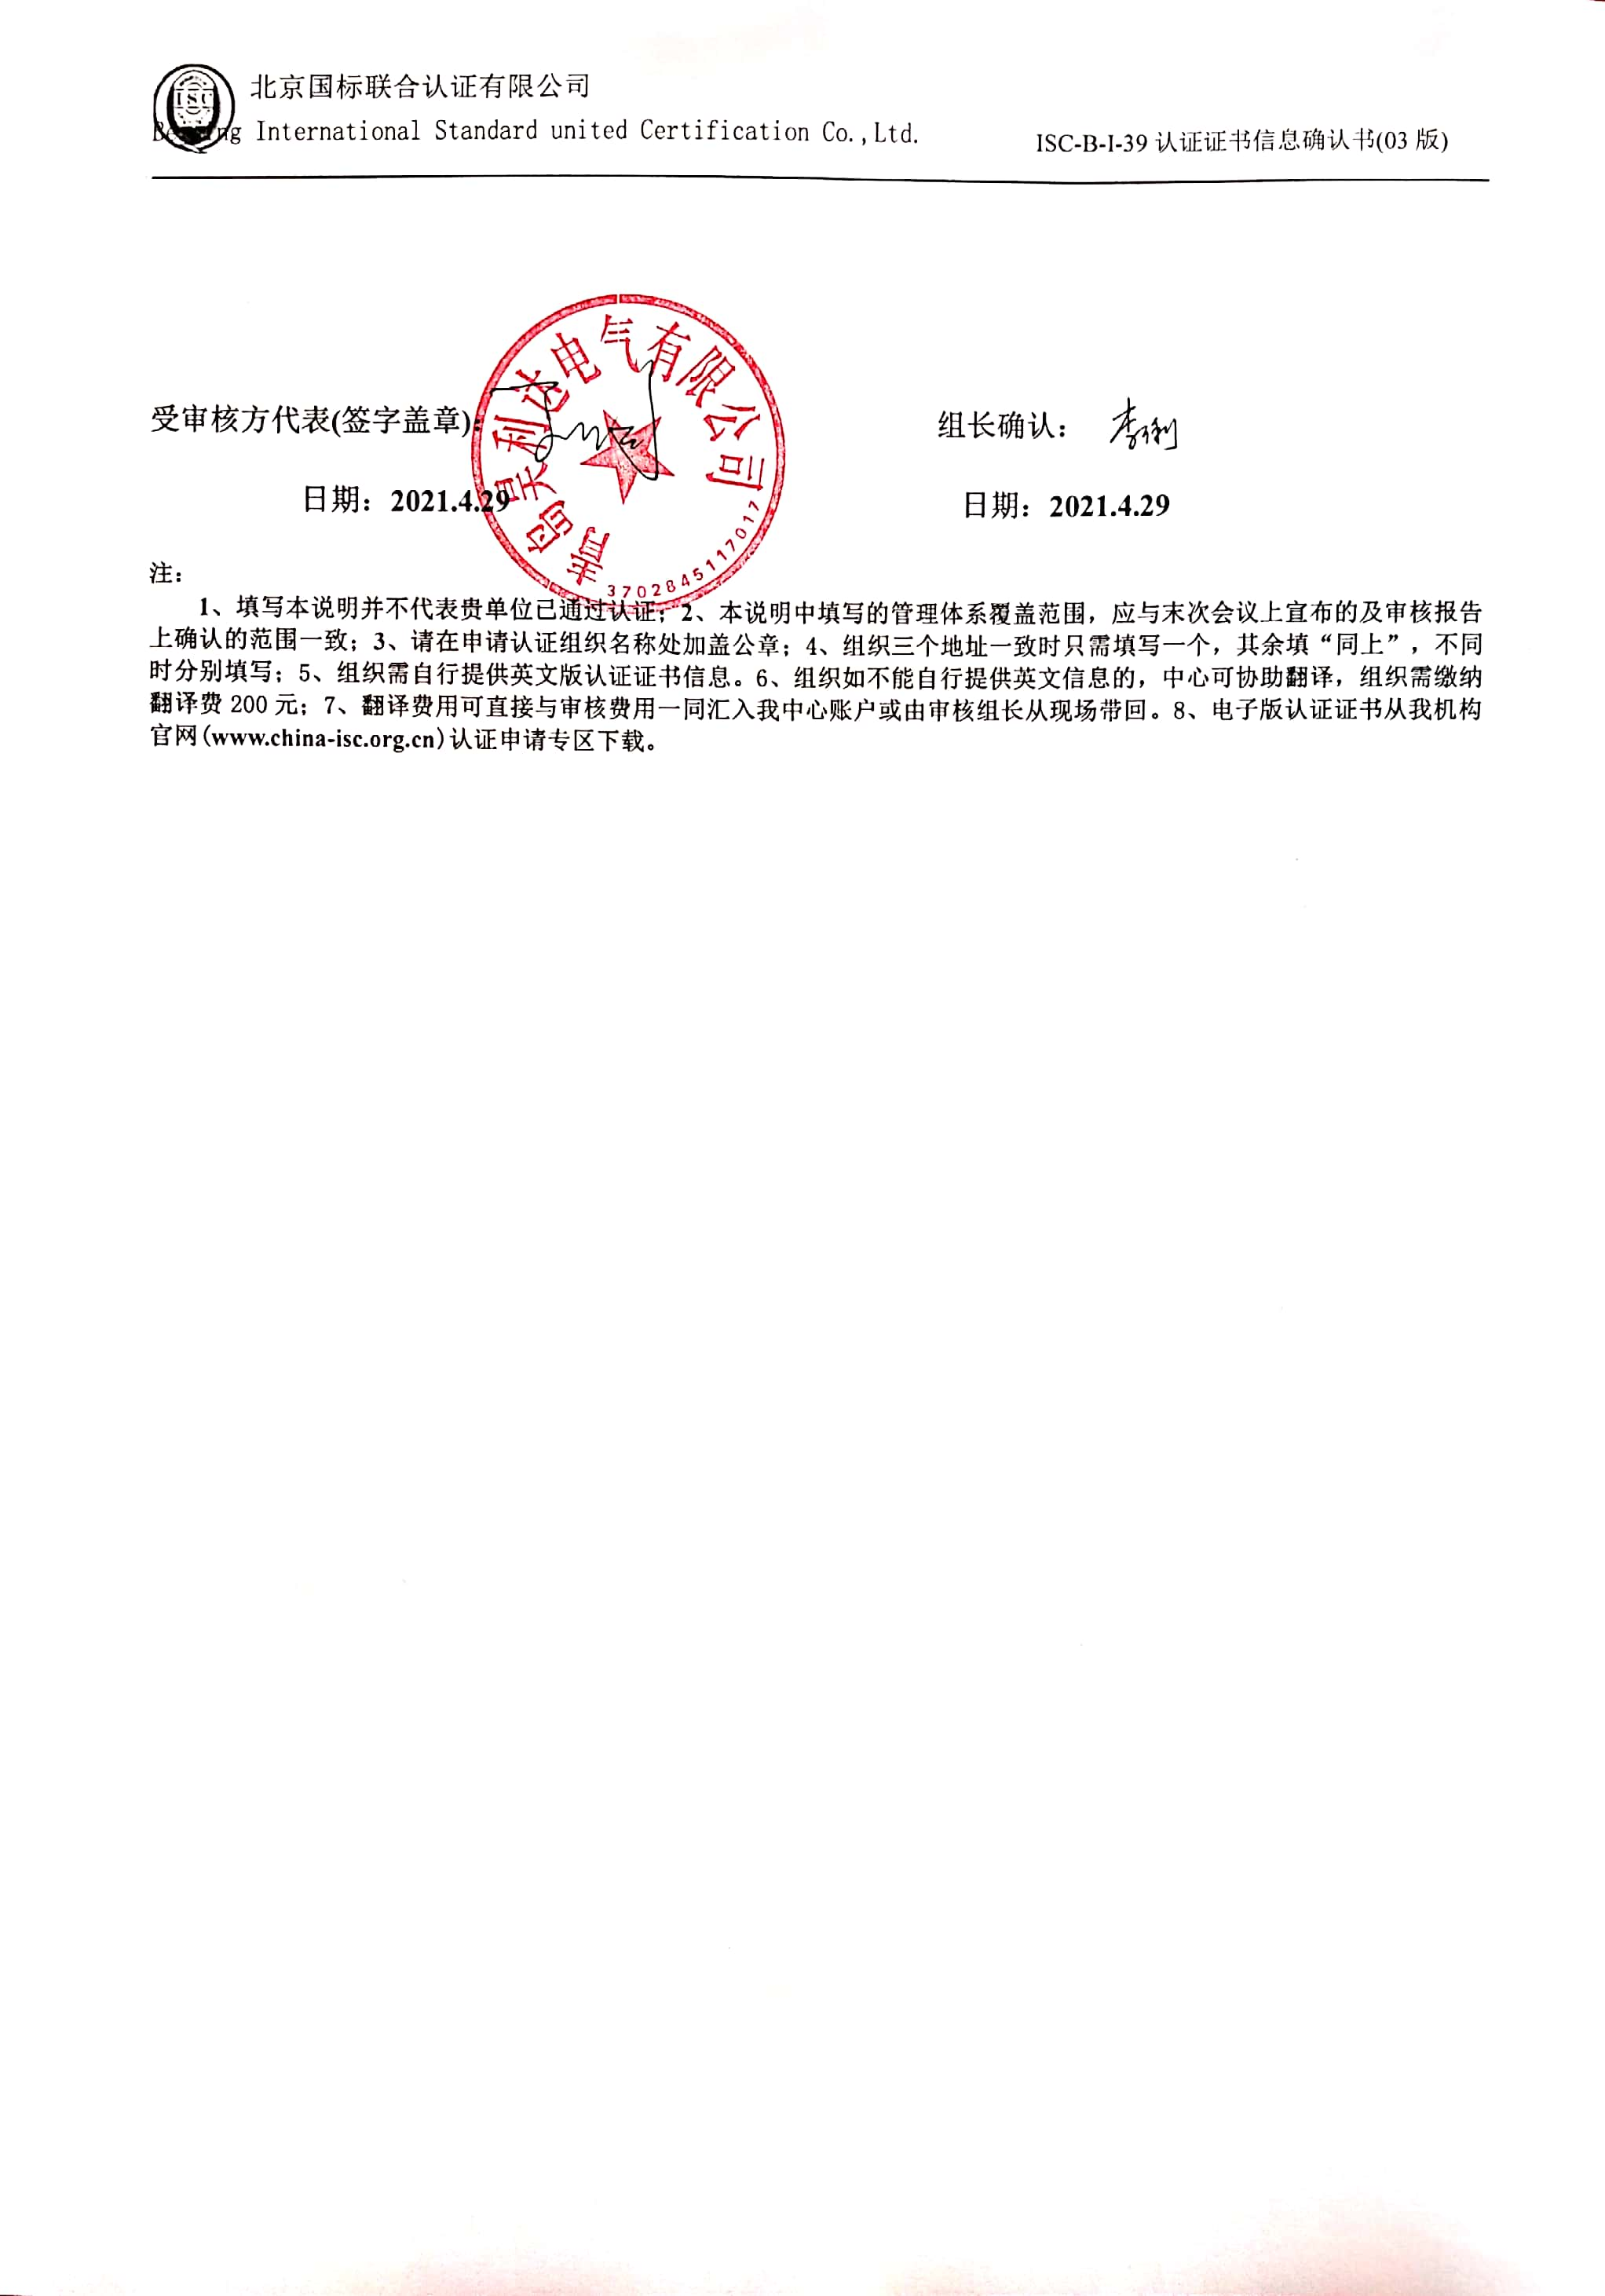 北京国标联合认证有限公司
Beijing International Standard united Certification Co.,Ltd.
ISC-B-I-39 认证证书信息确认书(03 版)
ISC
青岛昊利达电气有限公司
3702845117017
受审核方代表(签字盖章):
组长确认：
日期：2021.4.29
日期：2021.4.29
注：
1、填写本说明并不代表贵单位已通过认证；2、本说明中填写的管理体系覆盖范围，应与末次会议上宣布的及审核报告
上确认的范围一致；3、请在申请认证组织名称处加盖公章；4、组织三个地址一致时只需填写一个，其余填“同上”，不同
时分别填写；5、组织需自行提供英文版认证证书信息。6、组织如不能自行提供英文信息的，中心可协助翻译，组织需缴纳
翻译费 200 元；7、翻译费用可直接与审核费用一同汇入我中心账户或由审核组长从现场带回。8、电子版认证证书从我机构
官网(www.china-isc.org.cn)认证申请专区下载。